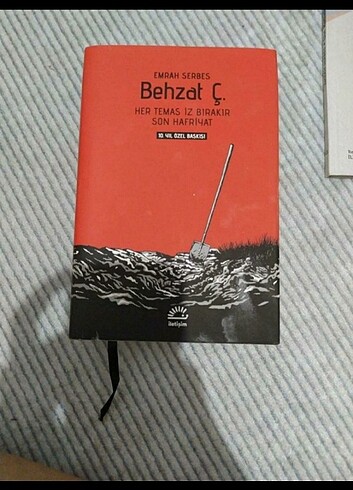 EMRAH SERBES
Behzat Ç.
HER TEMAS İZ BIRAKIR
SON HAFRİYAT
10. YIL ÖZEL BASKISI
iletişim